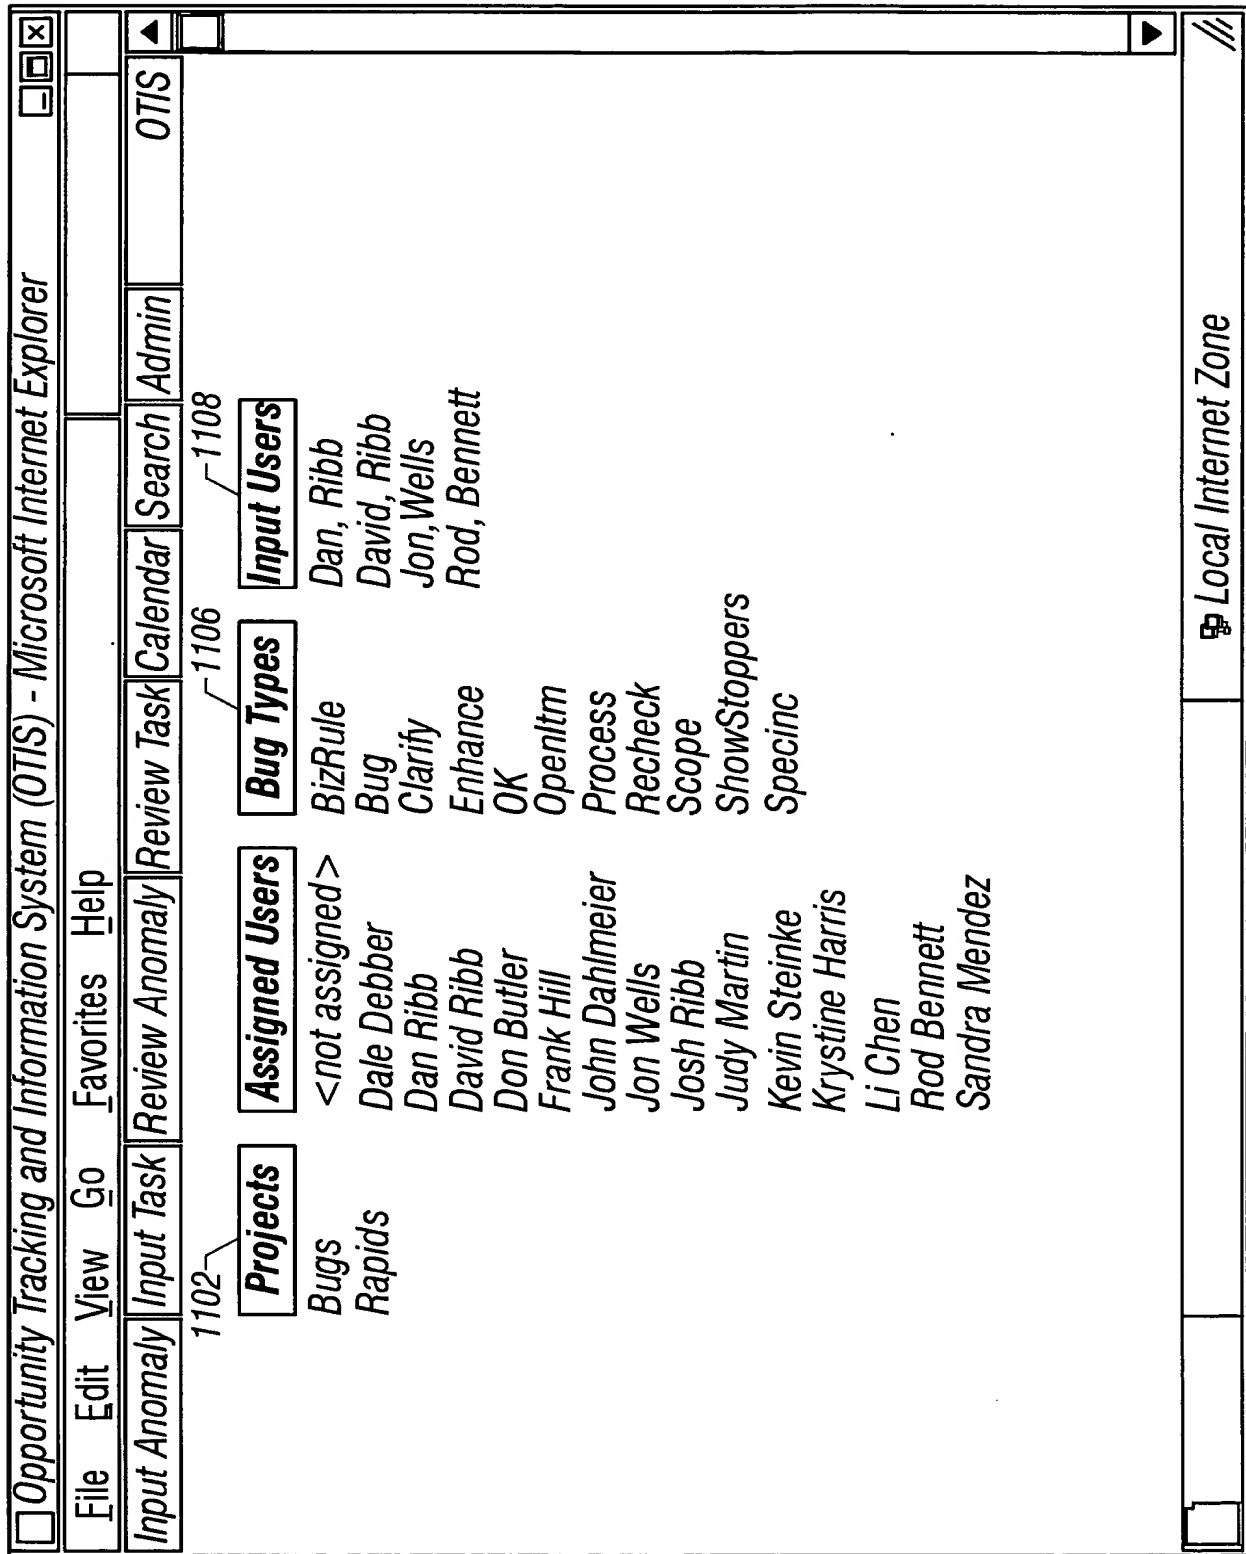 Opportunity Tracking and Information System (OTIS) - Microsoft Internet Explorer
File Edit View Go Favorites Help
Input Anomaly Input Task Review Anomaly Review Task Calendar Search Admin OTIS
1102 1106 1108
Projects Assigned Users Bug Types Input Users
Bugs <not assigned> BizRule Dan, Ribb
Rapids Dale Debber Bug David, Ribb
Dan Ribb Clarify Jon,Wells
David Ribb Enhance Rod, Bennett
Don Butler OK
Frank Hill OpenItm
John Dahlmeier Process
Jon Wells Recheck
Josh Ribb Scope
Judy Martin ShowStoppers
Kevin Steinke Specinc
Krystine Harris
Li Chen
Rod Bennett
Sandra Mendez
Local Internet Zone